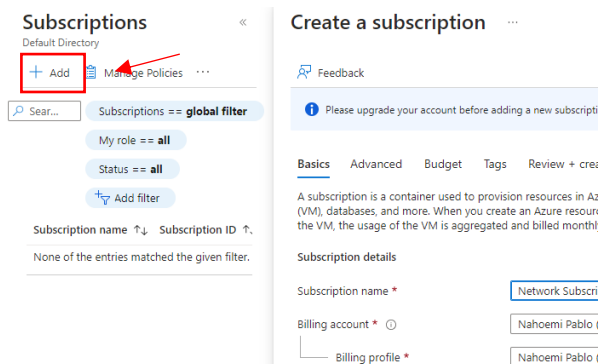 Subscriptions «
Default Directory
+ Add
Manage Policies ...
Sear...
Subscriptions == global filter
My role == all
Status == all
Add filter
Subscription name ↑↓ Subscription ID ↑
None of the entries matched the given filter.
Create a subscription ...
Feedback
Please upgrade your account before adding a new subscripti
Basics Advanced Budget Tags Review + crea
A subscription is a container used to provision resources in Az
(VM), databases, and more. When you create an Azure resour
the VM, the usage of the VM is aggregated and billed monthly
Subscription details
Subscription name *
Network Subscri
Billing account *
Nahoemi Pablo (
Billing profile *
Nahoemi Pablo (